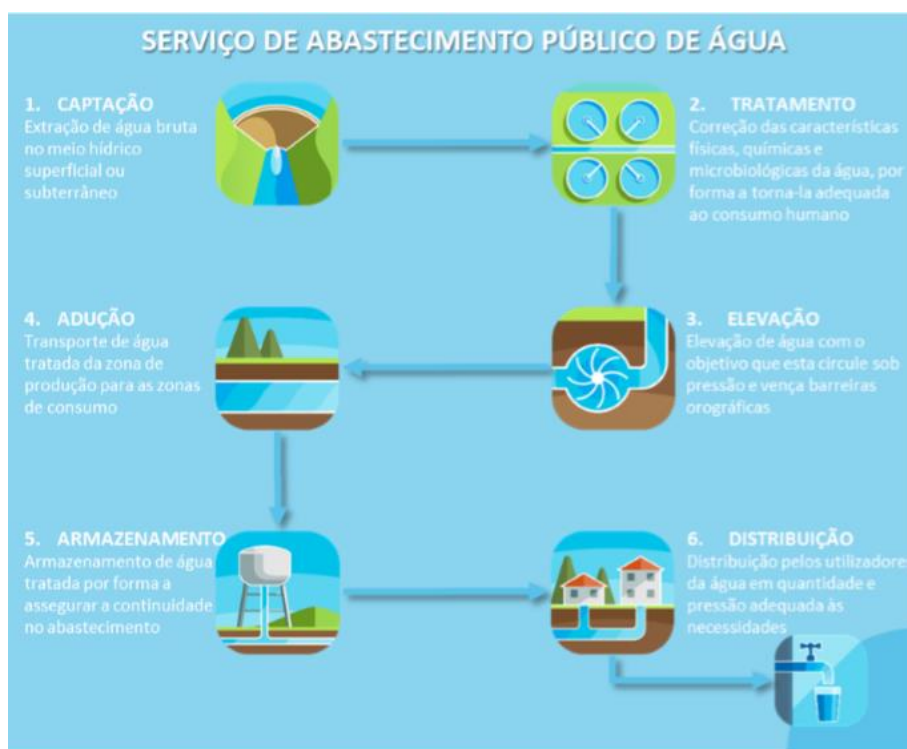 SERVIÇO DE ABASTECIMENTO PÚBLICO DE ÁGUA
1. CAPTAÇÃO
Extração de água bruta
no meio hídrico
superficial ou
subterrâneo
2. TRATAMENTO
Correção das características
físicas, químicas e
microbiológicas da água, por
forma a torna-la adequada
ao consumo humano
3. ELEVAÇÃO
Elevação de água com o
objetivo que esta circule sob
pressão e vença barreiras
orográficas
4. ADUÇÃO
Transporte de água
tratada da zona de
produção para as zonas
de consumo
5. ARMAZENAMENTO
Armazenamento de água
tratada por forma a
assegurar a continuidade
no abastecimento
6. DISTRIBUIÇÃO
Distribuição pelos utilizadore
da água em quantidade e
pressão adequada às
necessidades